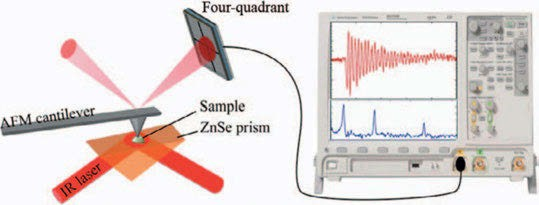 Four-quadrant
AFM cantilever
Sample
ZnSe prism
IR laser